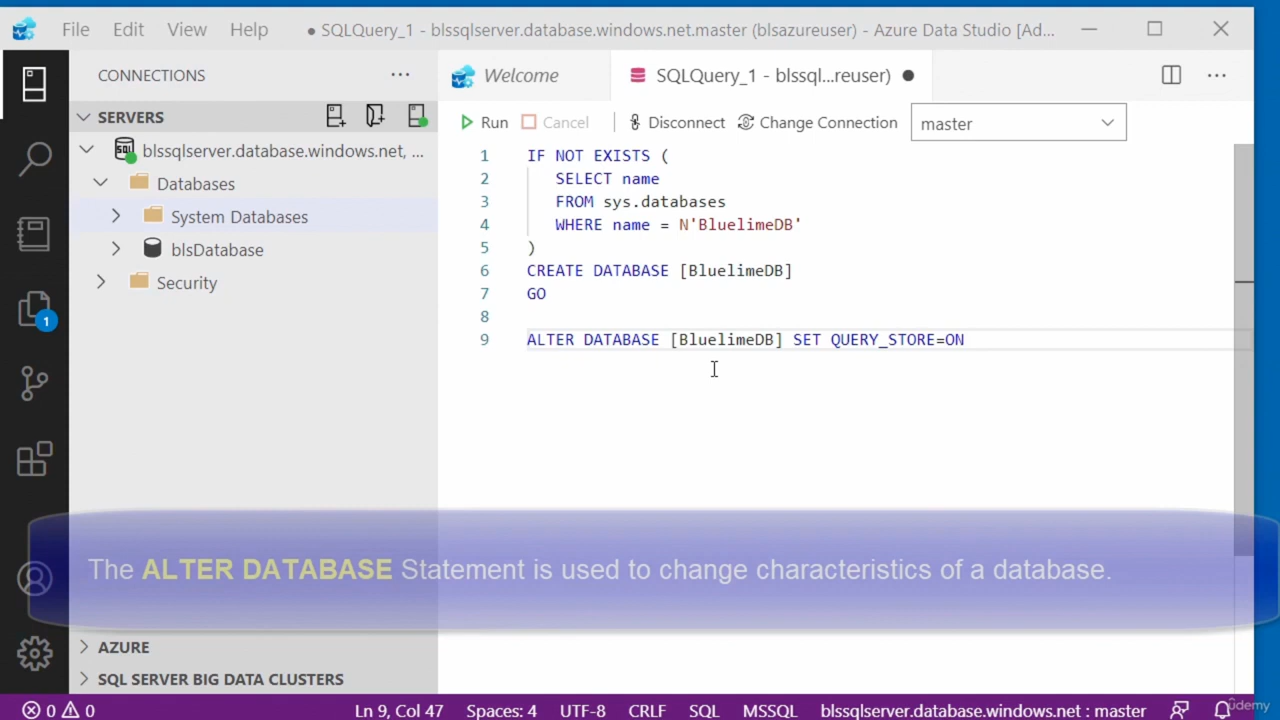 File Edit View Help ● SQLQuery_1 - blssqlserver.database.windows.net.master (blsazureuser) - Azure Data Studio [Ad...
CONNECTIONS ...
Welcome
SQLQuery_1 - blssql...reuser) ●
...
SERVERS
Run Cancel Disconnect Change Connection master
blssqlserver.database.windows.net, ...
Databases
System Databases
blsDatabase
Security
1
1 IF NOT EXISTS (
2 SELECT name
3 FROM sys.databases
4 WHERE name = N'BluelimeDB'
5 )
6 CREATE DATABASE [BluelimeDB]
7 GO
8
9 ALTER DATABASE [BluelimeDB] SET QUERY_STORE=ON
The ALTER DATABASE Statement is used to change characteristics of a database.
AZURE
SQL SERVER BIG DATA CLUSTERS
0 0 Ln 9, Col 47 Spaces: 4 UTF-8 CRLF SQL MSSQL blssqlserver.database.windows.net : master
ûdemy